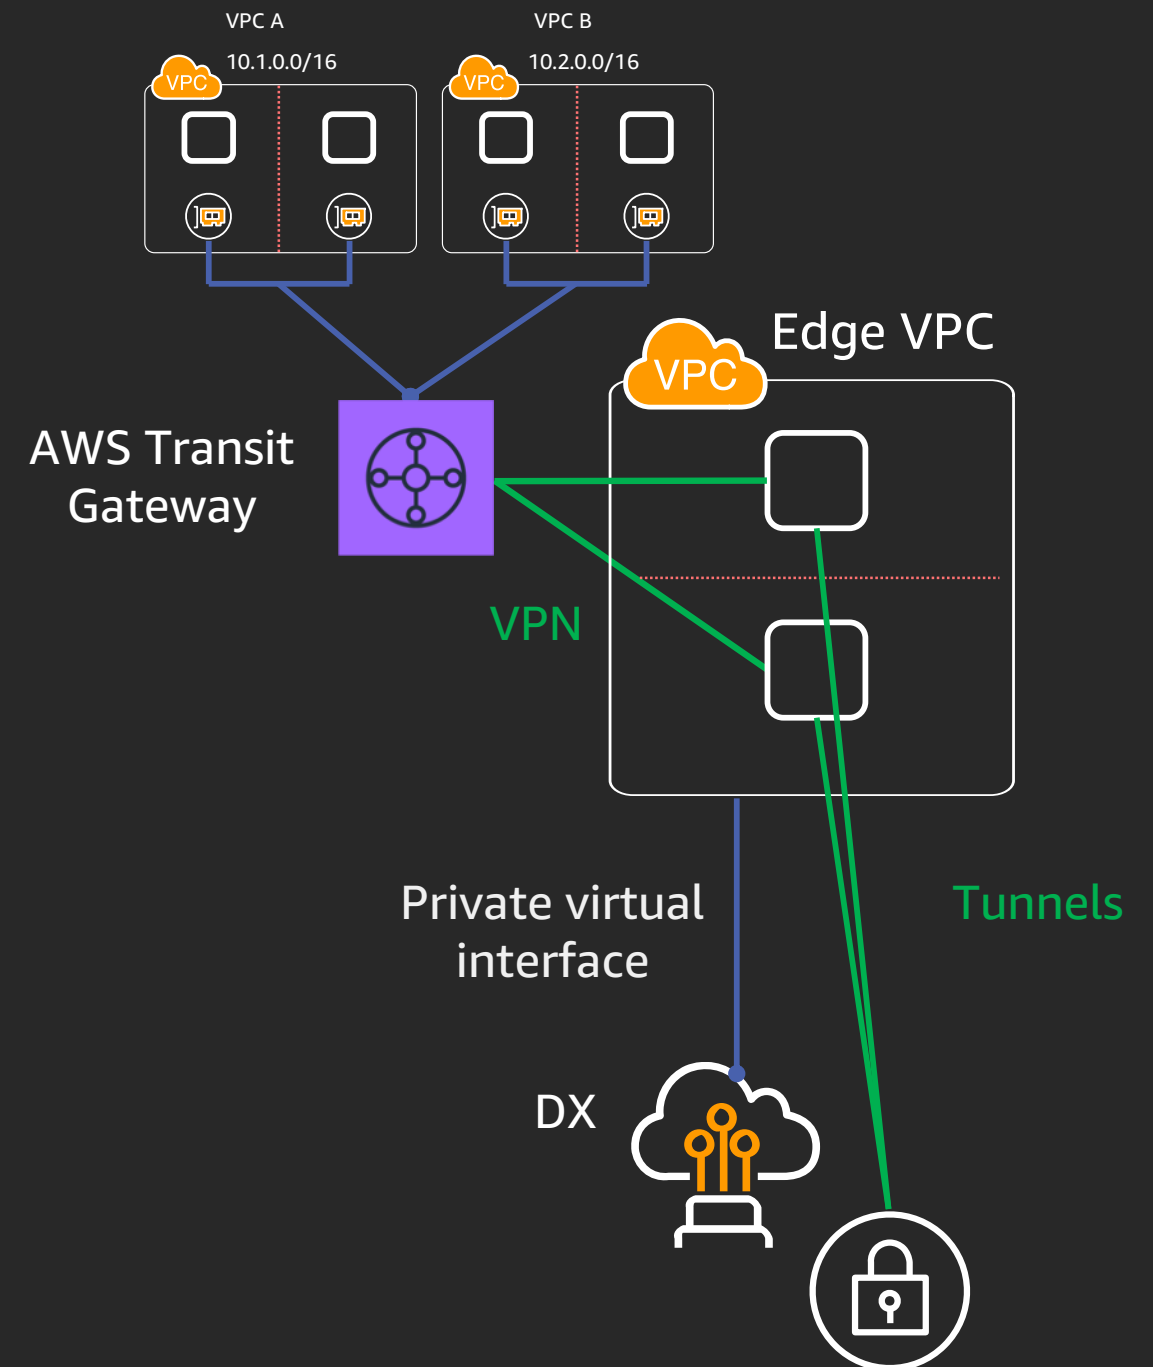 VPC A
VPC B
10.1.0.0/16
10.2.0.0/16
VPC
VPC
Edge VPC
VPC
AWS Transit
Gateway
VPN
Private virtual
interface
Tunnels
DX